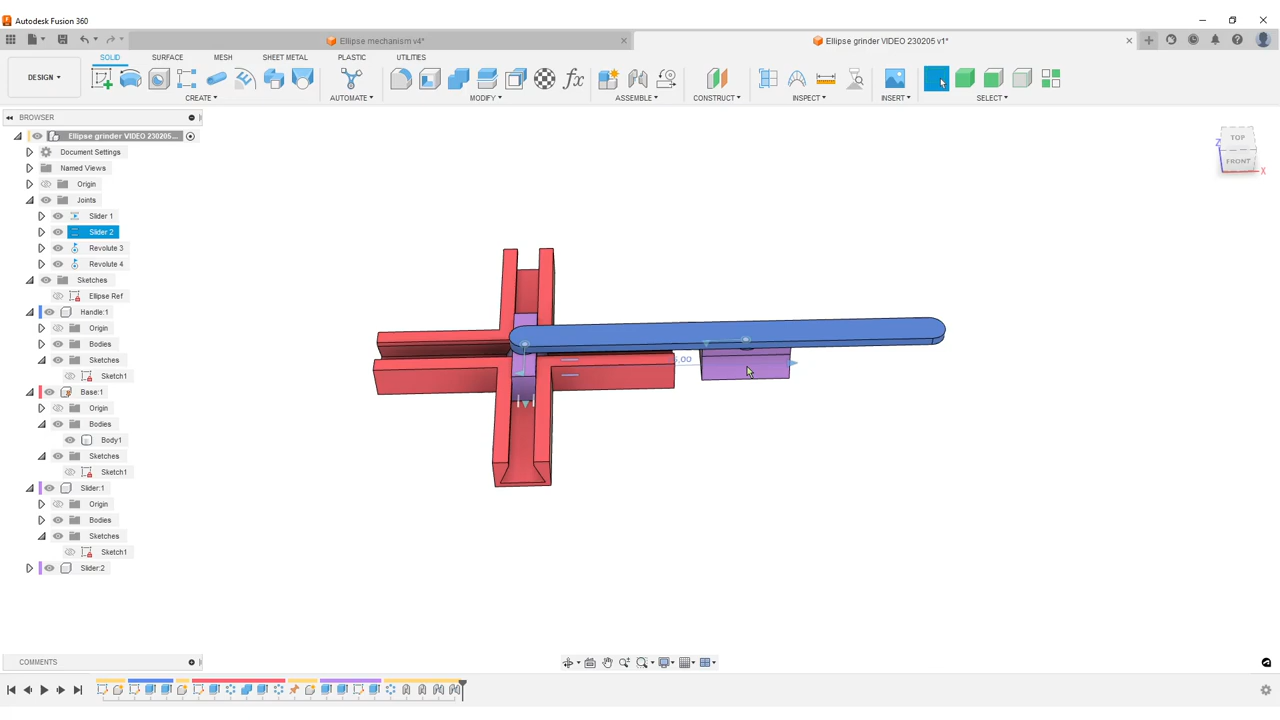 Autodesk Fusion 360
Ellipse mechanism v4*
Ellipse grinder VIDEO 230205 v1*
DESIGN
SOLID
SURFACE
MESH
SHEET METAL
PLASTIC
UTILITIES
CREATE
AUTOMATE
MODIFY
ASSEMBLE
CONSTRUCT
INSPECT
INSERT
SELECT
BROWSER
Ellipse grinder VIDEO 230205...
Document Settings
Named Views
Origin
Joints
Slider 1
Slider 2
Revolute 3
Revolute 4
Sketches
Ellipse Ref
Handle:1
Origin
Bodies
Sketches
Sketch1
Base:1
Origin
Bodies
Body1
Sketches
Sketch1
Slider:1
Origin
Bodies
Sketches
Sketch1
Slider:2
TOP
FRONT
Z
X
COMMENTS